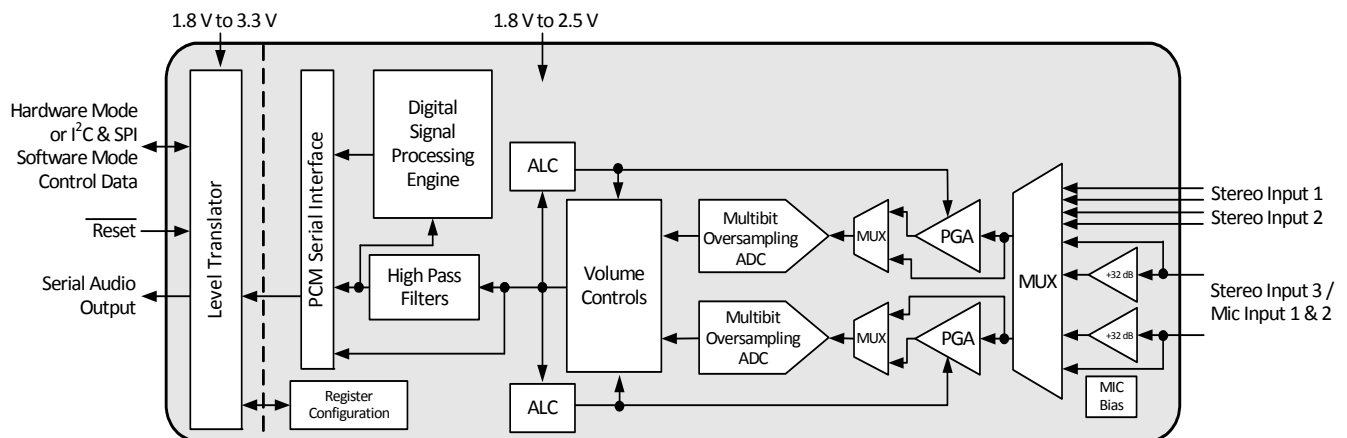 1.8 V to 3.3 V
1.8 V to 2.5 V
Hardware Mode
or I²C & SPI
Software Mode
Control Data
Reset
Serial Audio
Output
Level Translator
PCM Serial Interface
Digital
Signal
Processing
Engine
High Pass
Filters
Register
Configuration
ALC
Volume
Controls
ALC
Multibit
Oversampling
ADC
MUX
PGA
Multibit
Oversampling
ADC
MUX
PGA
MUX
+32 dB
+32 dB
MIC
Bias
Stereo Input 1
Stereo Input 2
Stereo Input 3 /
Mic Input 1 & 2